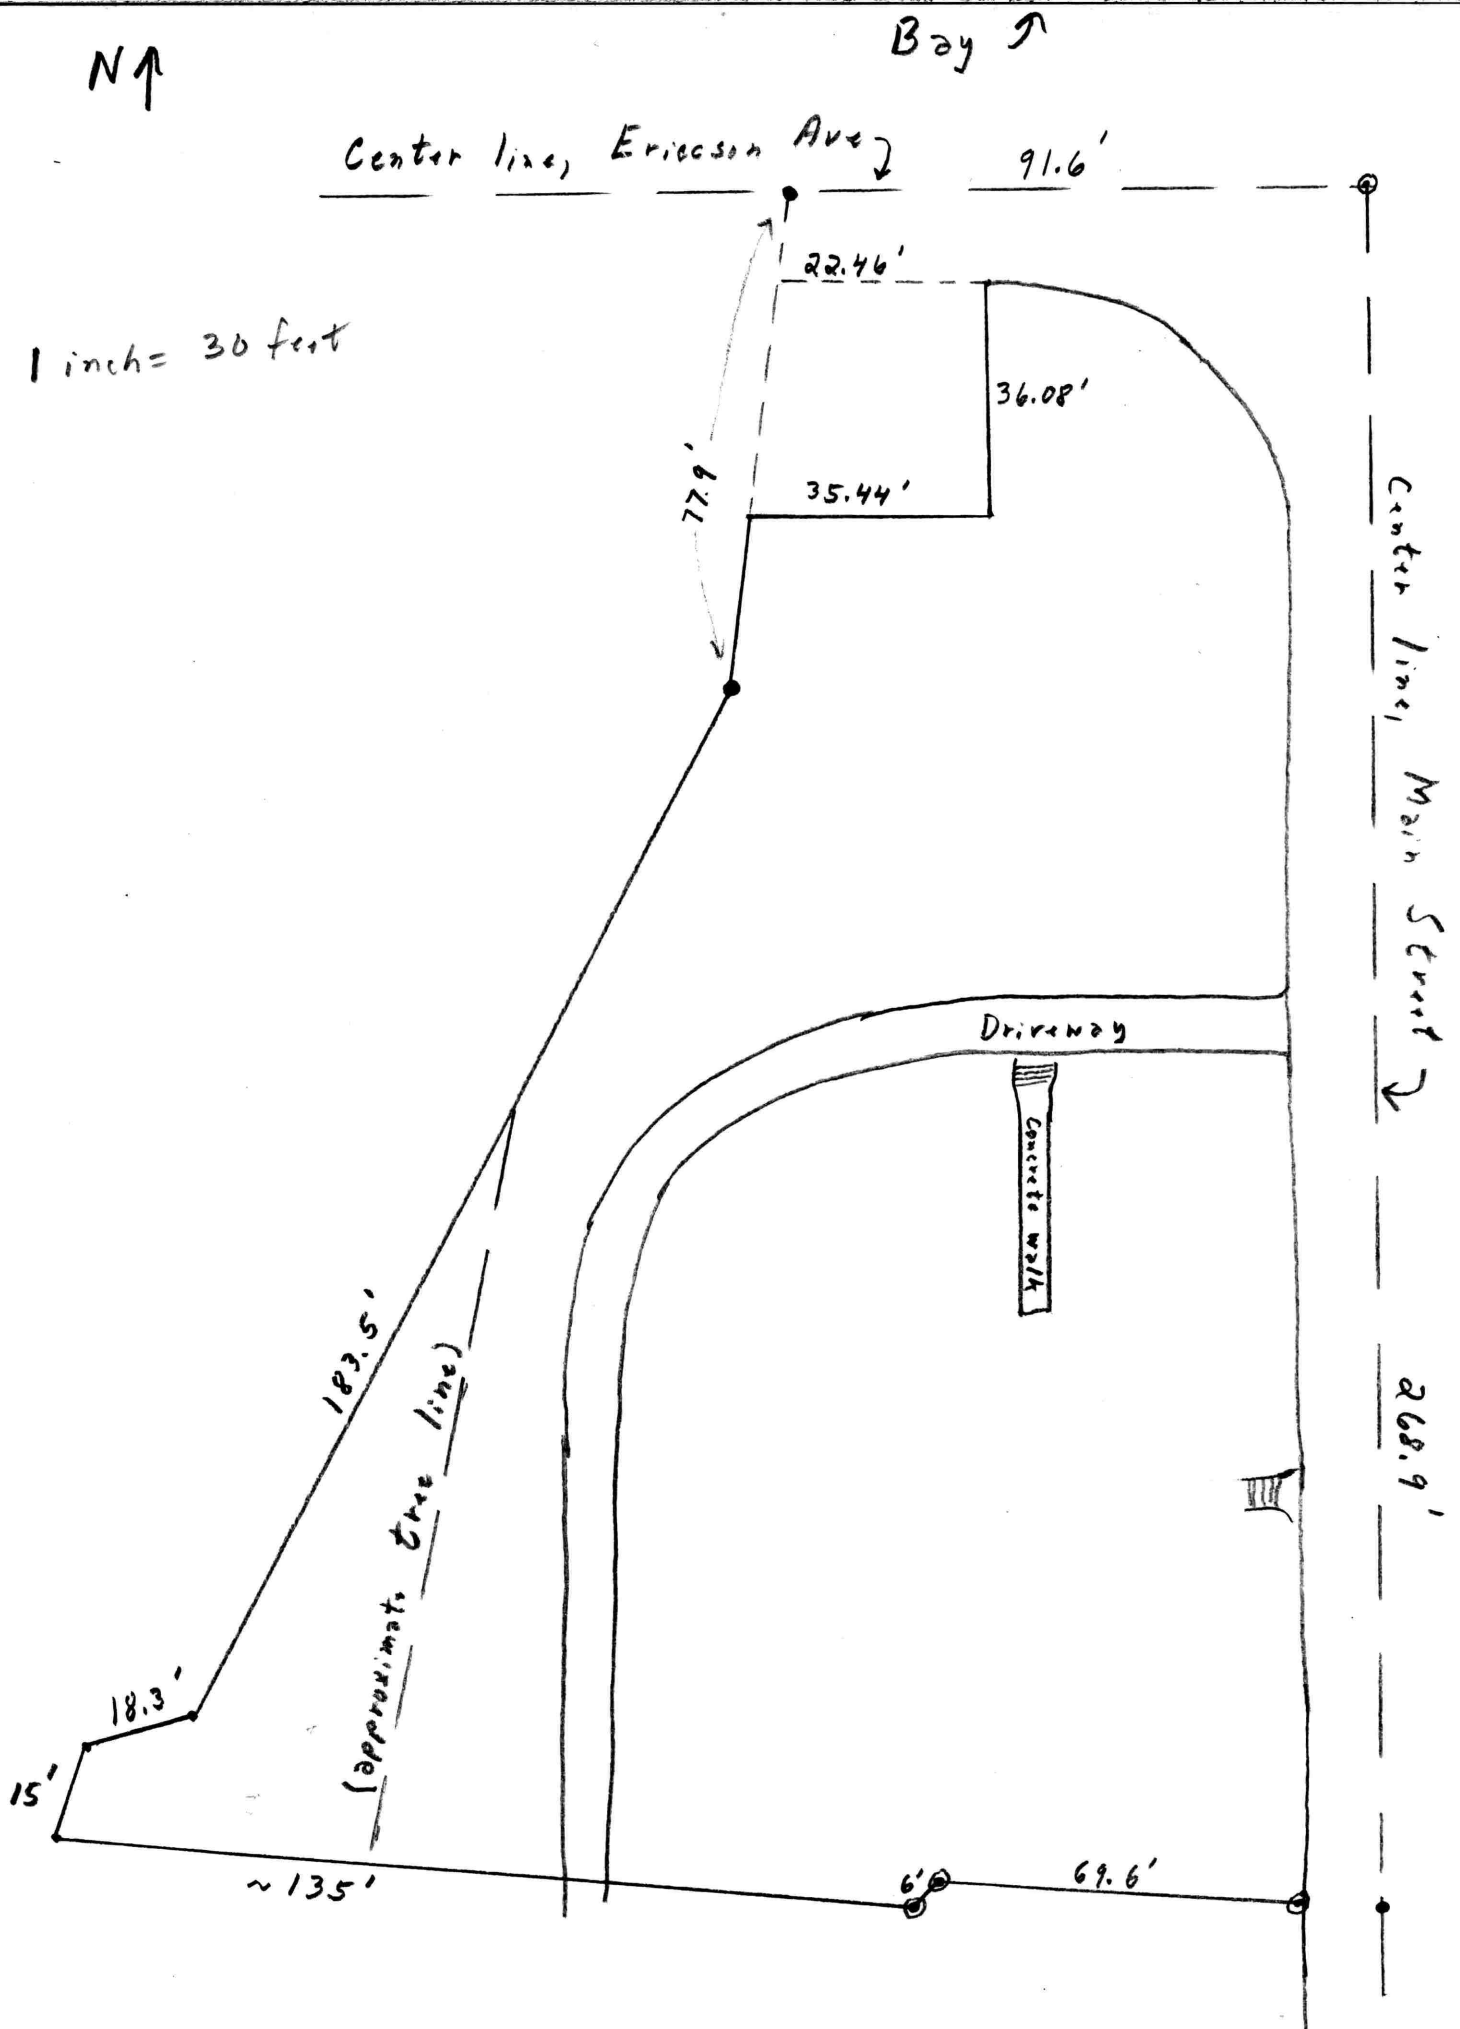 N↑
Bay ↗
Center line, Ericson Ave
91.6'
22.46'
1 inch = 30 feet
36.08'
77.9'
35.44'
Center line, Main Street
Driveway
Concrete walk
183.5'
268.9'
(approximat. tree line)
18.3'
15'
~135'
6'
69.6'